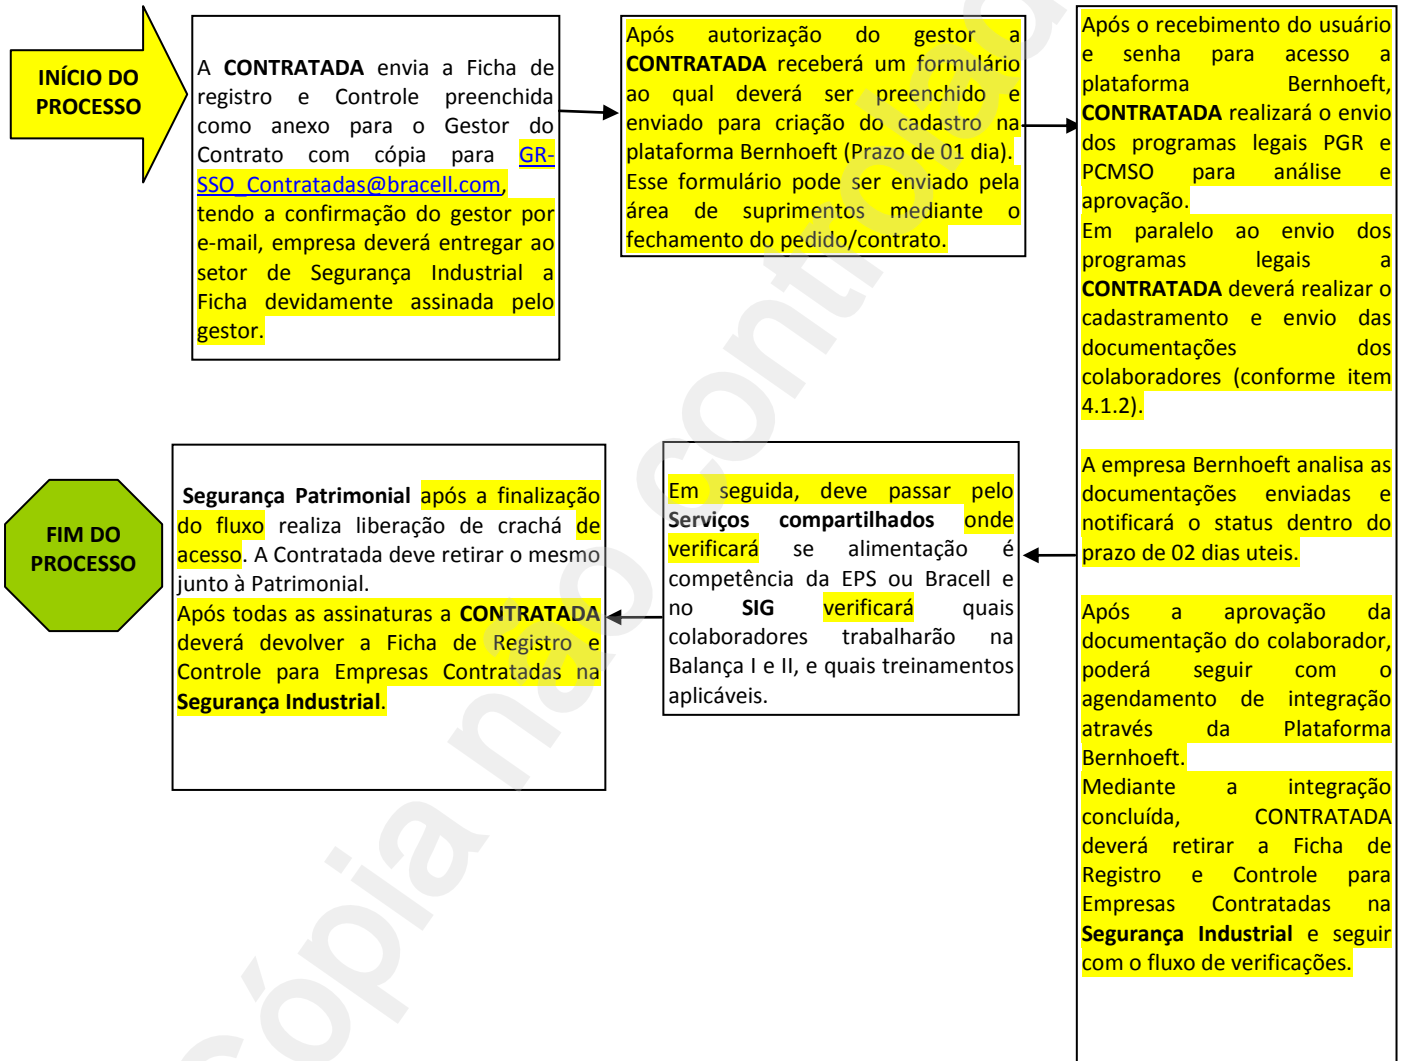 INÍCIO DO
PROCESSO
A CONTRATADA envia a Ficha de
registro e Controle preenchida
como anexo para o Gestor do
Contrato com cópia para GR-
SSO_Contratadas@bracell.com,
tendo a confirmação do gestor por
e-mail, empresa deverá entregar ao
setor de Segurança Industrial a
Ficha devidamente assinada pelo
gestor.
Após autorização do gestor a
CONTRATADA receberá um formulário
ao qual deverá ser preenchido e
enviado para criação do cadastro na
plataforma Bernhoeft (Prazo de 01 dia).
Esse formulário pode ser enviado pela
área de suprimentos mediante o
fechamento do pedido/contrato.
Após o recebimento do usuário
e senha para acesso a
plataforma Bernhoeft,
CONTRATADA realizará o envio
dos programas legais PGR e
PCMSO para análise e
aprovação.
Em paralelo ao envio dos
programas legais a
CONTRATADA deverá realizar o
cadastramento e envio das
documentações dos
colaboradores (conforme item
4.1.2).
A empresa Bernhoeft analisa as
documentações enviadas e
notificará o status dentro do
prazo de 02 dias uteis.
Após a aprovação da
documentação do colaborador,
poderá seguir com o
agendamento de integração
através da Plataforma
Bernhoeft.
Mediante a integração
concluída, CONTRATADA
deverá retirar a Ficha de
Registro e Controle para
Empresas Contratadas na
Segurança Industrial e seguir
com o fluxo de verificações.
Em seguida, deve passar pelo
Serviços compartilhados onde
verificará se alimentação é
competência da EPS ou Bracell e
no SIG verificará quais
colaboradores trabalharão na
Balança I e II, e quais treinamentos
aplicáveis.
Segurança Patrimonial após a finalização
do fluxo realiza liberação de crachá de
acesso. A Contratada deve retirar o mesmo
junto à Patrimonial.
Após todas as assinaturas a CONTRATADA
deverá devolver a Ficha de Registro e
Controle para Empresas Contratadas na
Segurança Industrial.
FIM DO
PROCESSO
Cópia não controlad